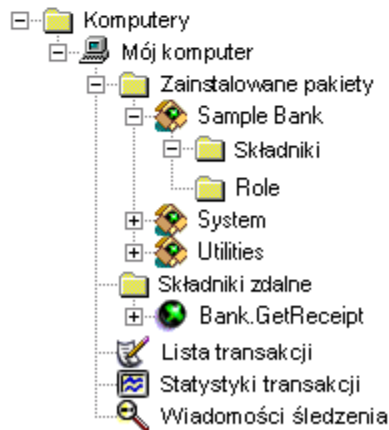 Komputery
Mój komputer
Zainstalowane pakiety
Sample Bank
Składniki
Role
System
Utilities
Składniki zdalne
Bank.GetReceipt
Lista transakcji
Statystyki transakcji
Wiadomości śledzenia